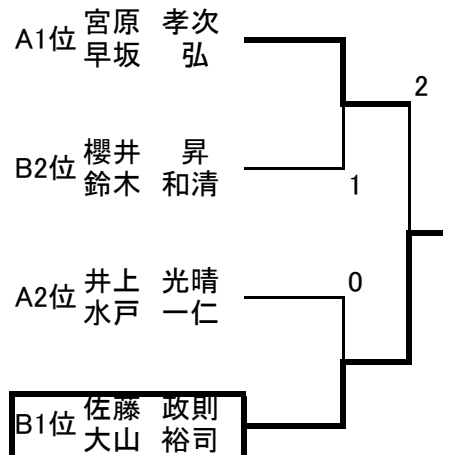 A1位 宮原 孝次
早坂 弘
2
B2位 櫻井 昇
鈴木 和清
1
A2位 井上 光晴
水戸 一仁
0
B1位 佐藤 政則
大山 裕司